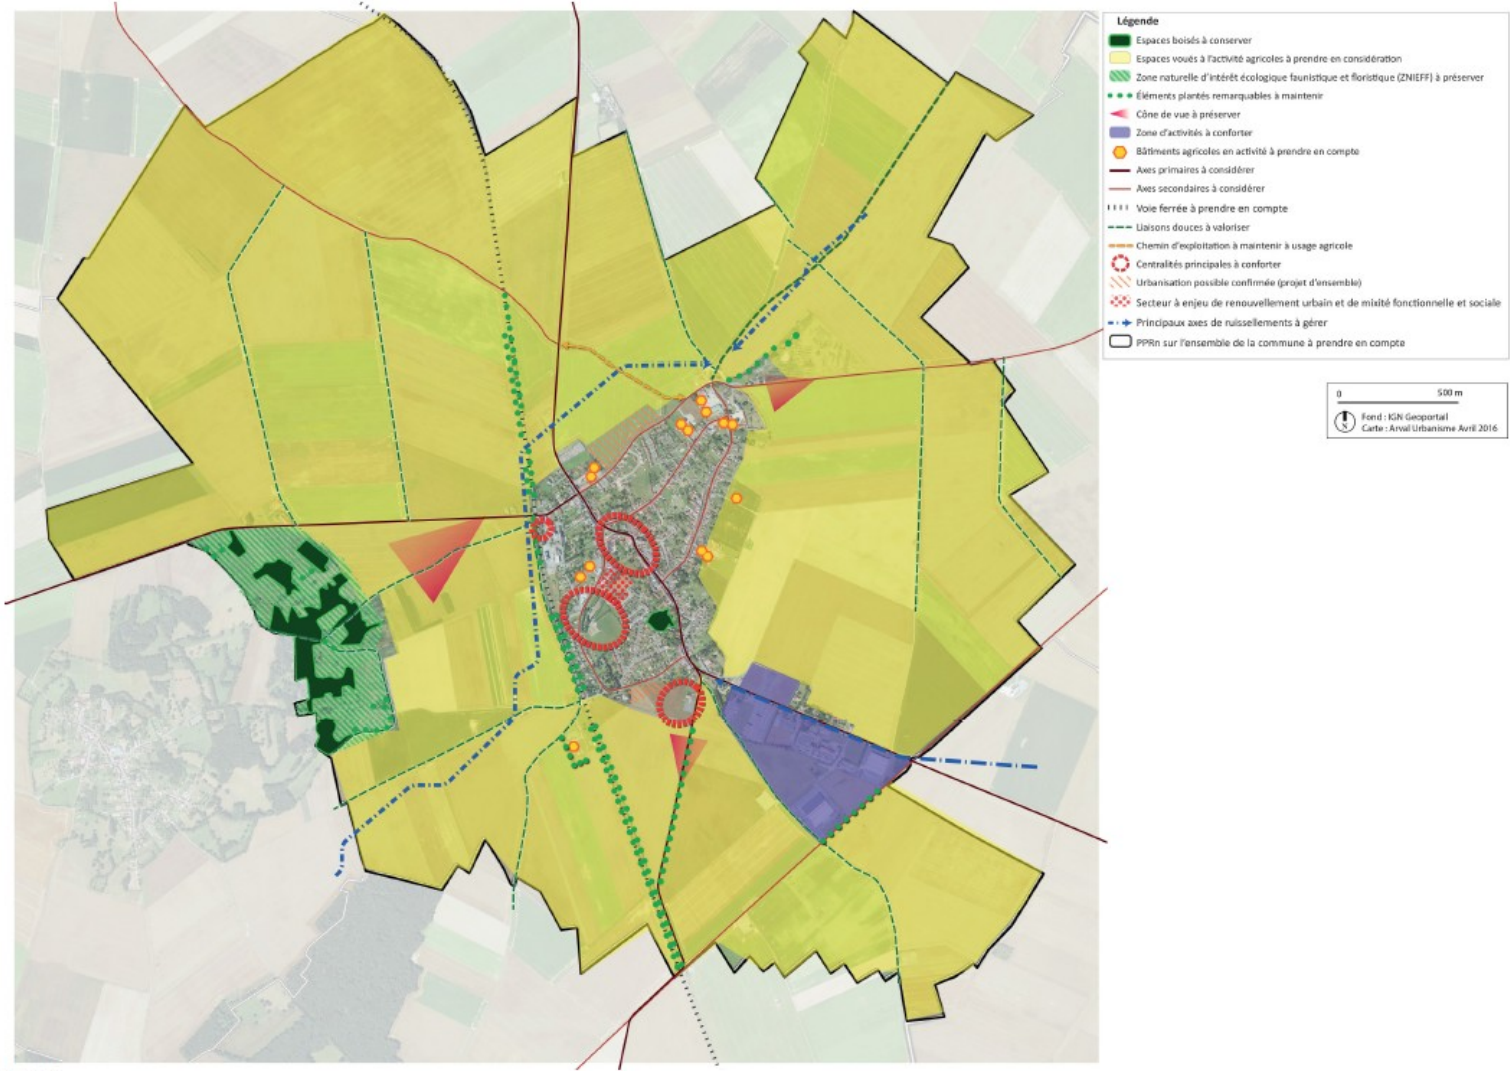 Légende
Espaces boisés à conserver
Espaces voués à l'activité agricoles à prendre en considération
Zone naturelle d'intérêt écologique faunistique et floristique (ZNIEFF) à préserver
Éléments plantés remarquables à maintenir
Cône de vue à préserver
Zone d'activités à conforter
Bâtiments agricoles en activité à prendre en compte
Axes primaires à considérer
Axes secondaires à considérer
Voie ferrée à prendre en compte
Liaisons douces à valoriser
Chemin d'exploitation à maintenir à usage agricole
Centralités principales à conforter
Urbanisation possible confirmée (projet d'ensemble)
Secteur à enjeu de renouvellement urbain et de mixité fonctionnelle et sociale
Principaux axes de ruissellements à gérer
PPRn sur l'ensemble de la commune à prendre en compte
0 500 m
N
Fond : IGN Geoportail
Carte : Arval Urbanisme Avril 2016